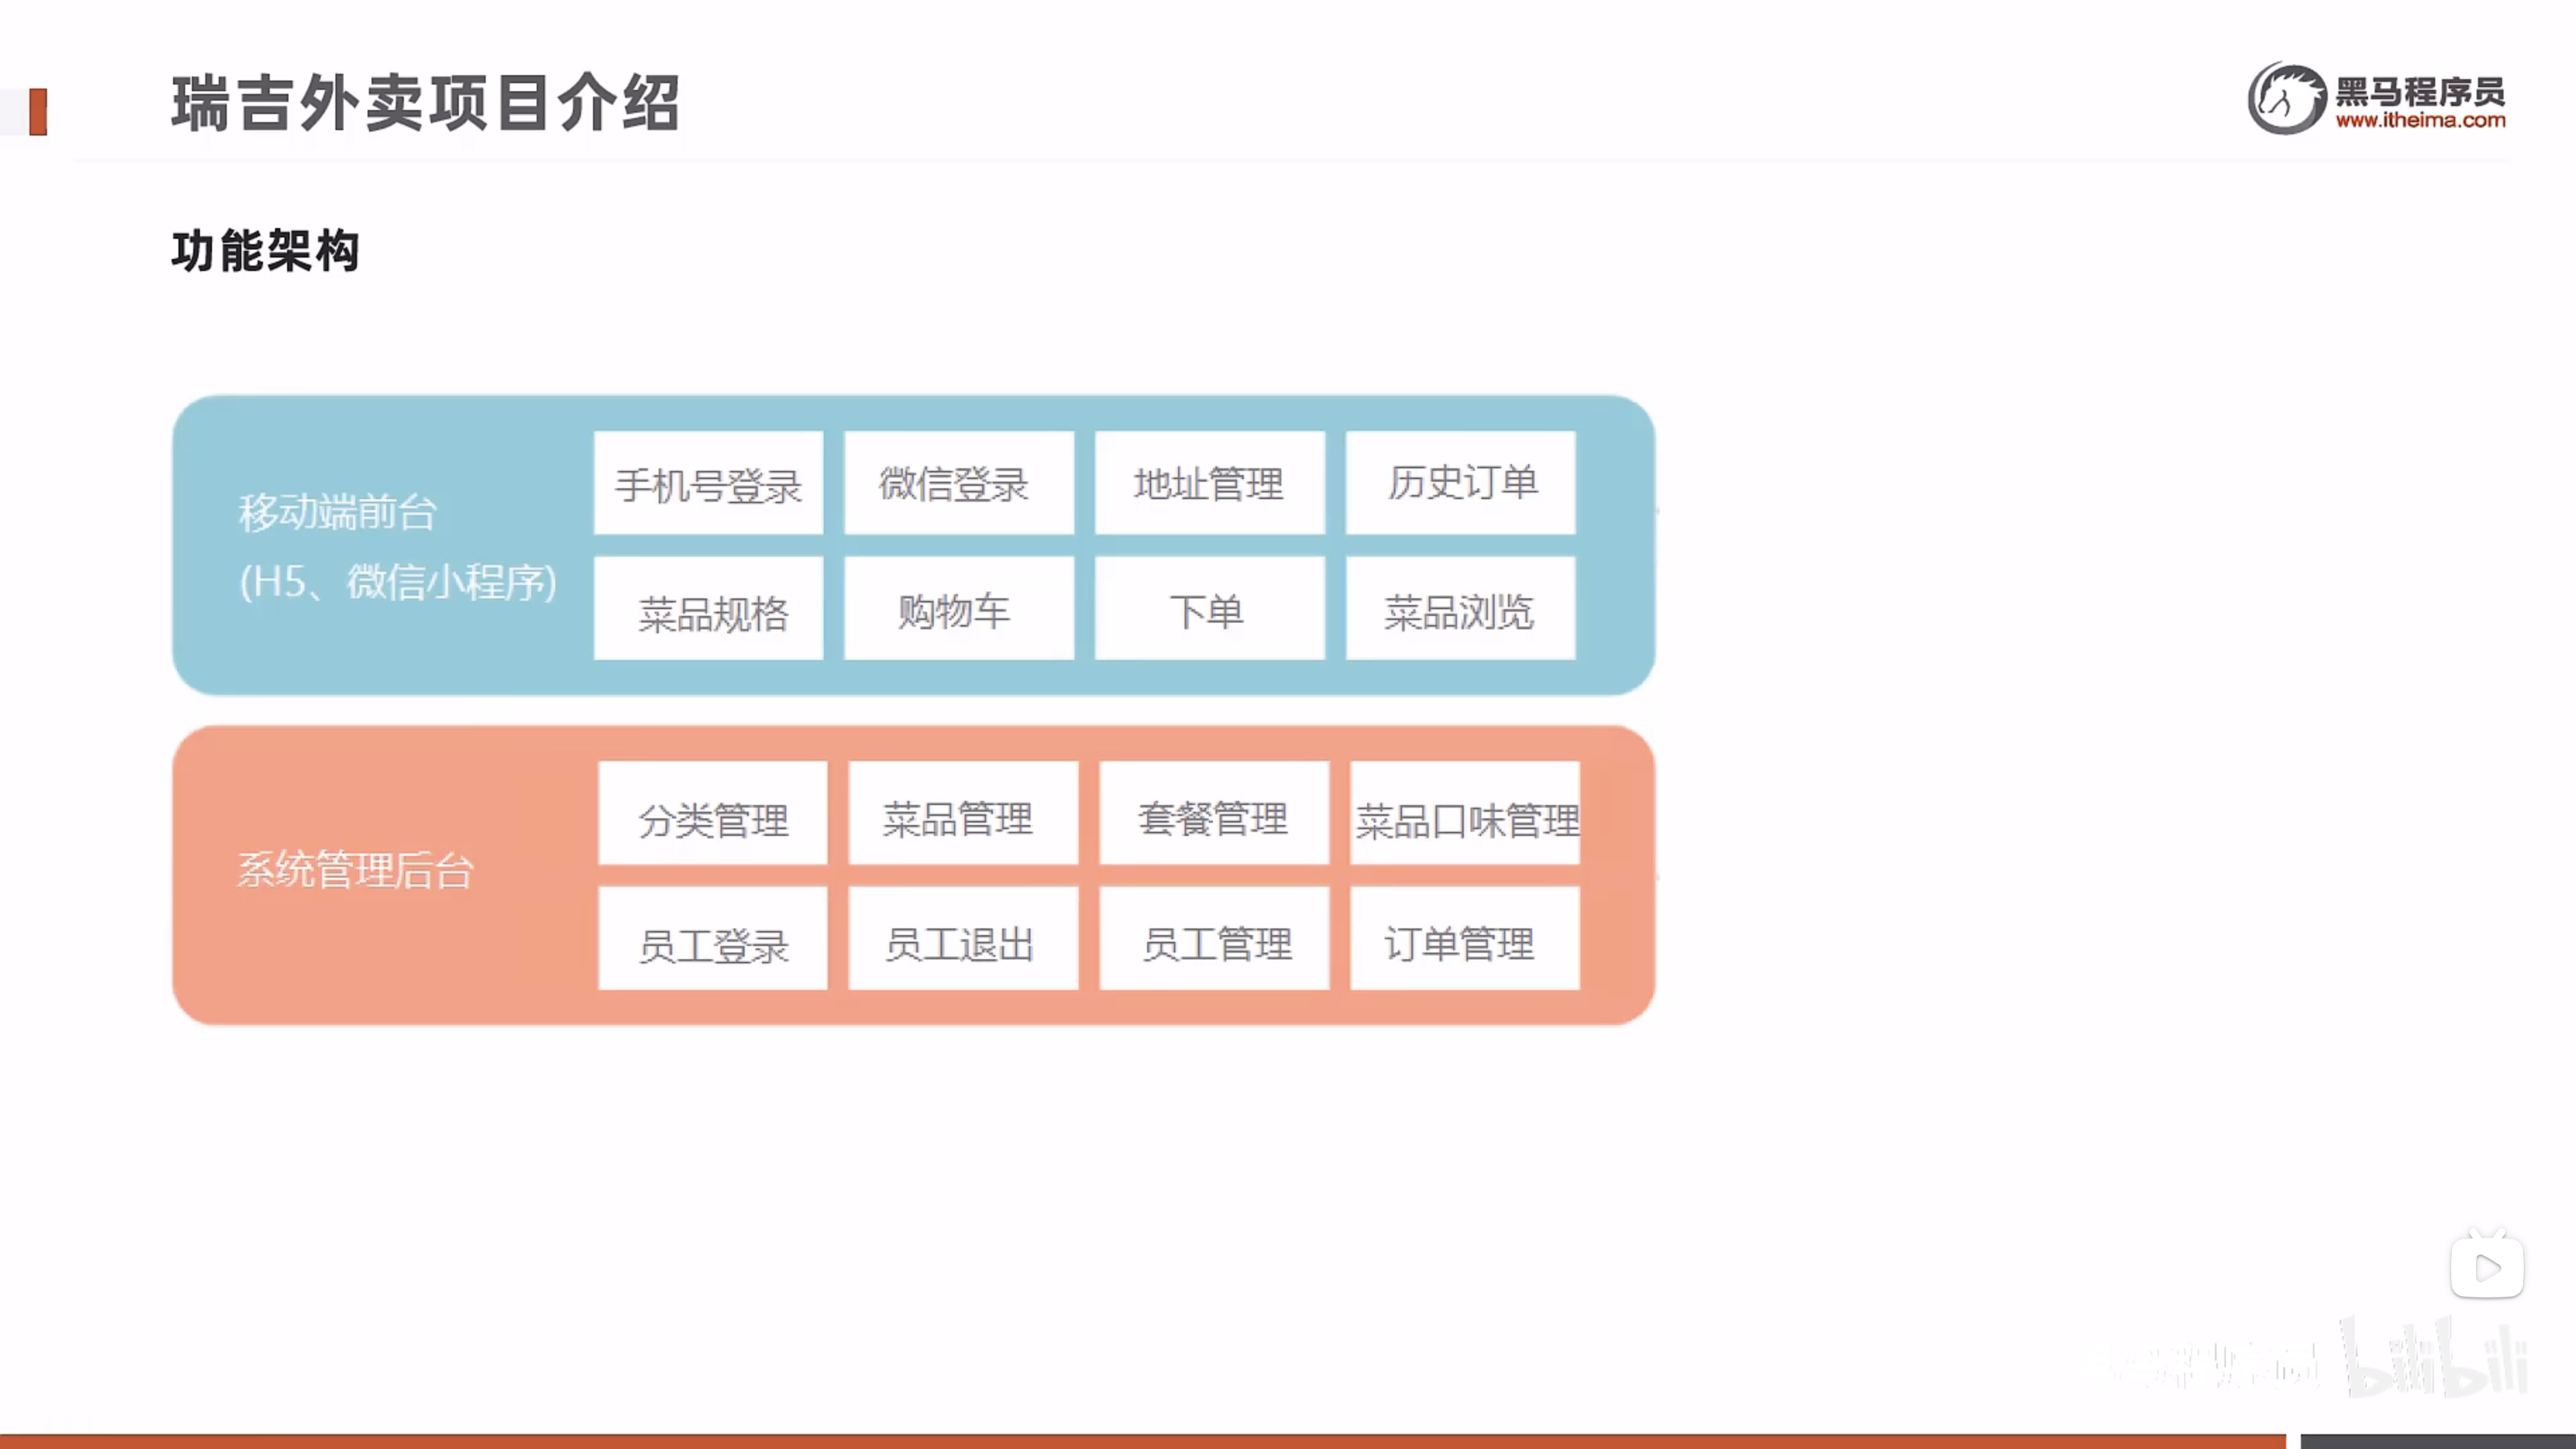 瑞吉外卖项目介绍
黑马程序员
www.itheima.com
功能架构
移动端前台
(H5、微信小程序)
手机号登录 微信登录 地址管理 历史订单
菜品规格 购物车 下单 菜品浏览
系统管理后台
分类管理 菜品管理 套餐管理 菜品口味管理
员工登录 员工退出 员工管理 订单管理
bilibili